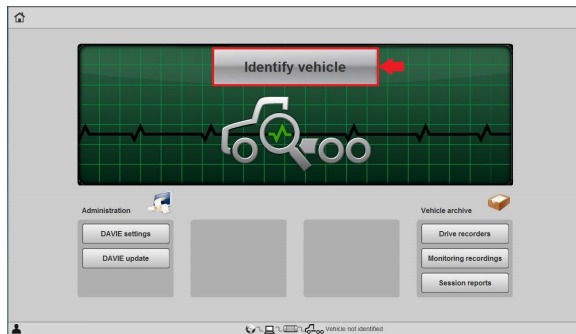 Identify vehicle
Administration
DAVIE settings
DAVIE update
Vehicle archive
Drive recorders
Monitoring recordings
Session reports
Vehicle not identified